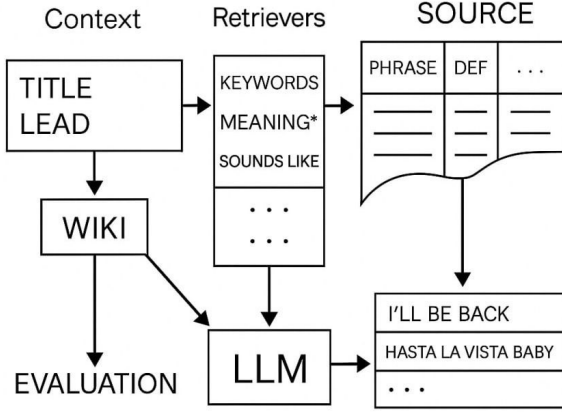 Context
Retrievers
SOURCE
TITLE
LEAD
KEYWORDS
MEANING*
SOUNDS LIKE
. . .
. . .
PHRASE DEF . . .
WIKI
EVALUATION
LLM
I'LL BE BACK
HASTA LA VISTA BABY
. . .